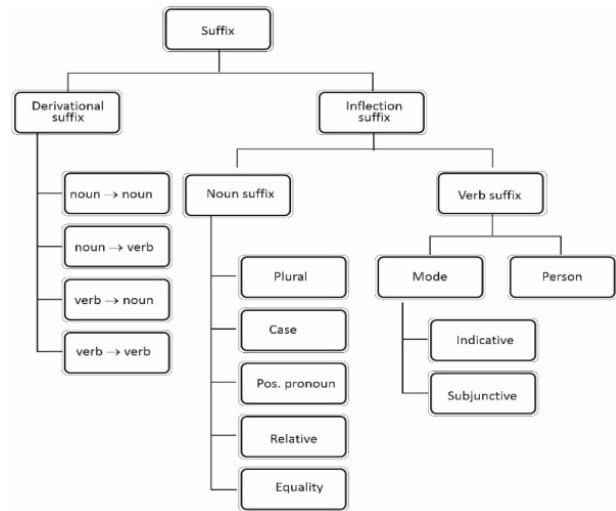 Suffix
Derivational
suffix
Inflection
suffix
noun → noun
noun → verb
verb → noun
verb → verb
Noun suffix
Verb suffix
Plural
Case
Pos. pronoun
Relative
Equality
Mode
Person
Indicative
Subjunctive